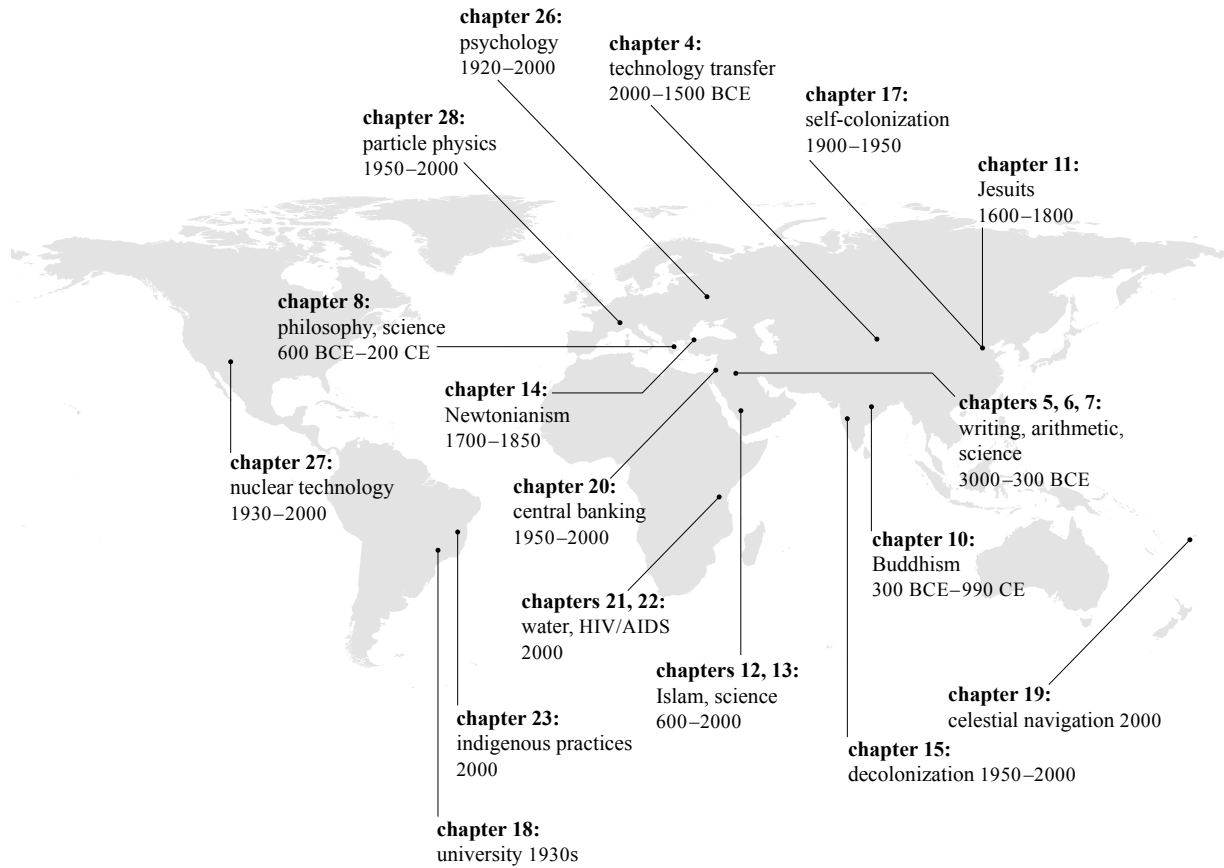 chapter 26:
psychology
1920–2000
chapter 4:
technology transfer
2000–1500 BCE
chapter 17:
self-colonization
1900–1950
chapter 28:
particle physics
1950–2000
chapter 11:
Jesuits
1600–1800
chapter 8:
philosophy, science
600 BCE–200 CE
chapter 14:
Newtonianism
1700–1850
chapters 5, 6, 7:
writing, arithmetic,
science
3000–300 BCE
chapter 27:
nuclear technology
1930–2000
chapter 20:
central banking
1950–2000
chapter 10:
Buddhism
300 BCE–990 CE
chapters 21, 22:
water, HIV/AIDS
2000
chapters 12, 13:
Islam, science
600–2000
chapter 19:
celestial navigation 2000
chapter 23:
indigenous practices
2000
chapter 15:
decolonization 1950–2000
chapter 18:
university 1930s